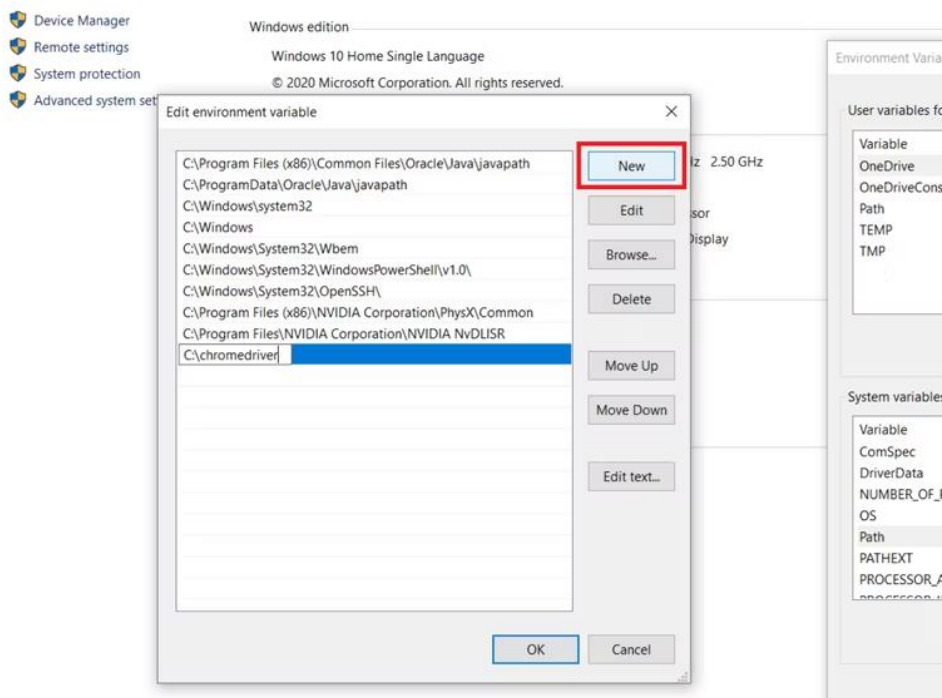 Device Manager
Remote settings
System protection
Advanced system set
Windows edition
Windows 10 Home Single Language
© 2020 Microsoft Corporation. All rights reserved.
Edit environment variable
C:\Program Files (x86)\Common Files\Oracle\Java\javapath
C:\ProgramData\Oracle\Java\javapath
C:\Windows\system32
C:\Windows
C:\Windows\System32\Wbem
C:\Windows\System32\WindowsPowerShell\v1.0\
C:\Windows\System32\OpenSSH\
C:\Program Files (x86)\NVIDIA Corporation\PhysX\Common
C:\Program Files\NVIDIA Corporation\NVIDIA NvDLISR
C:\chromedriver
New
Edit
Browse...
Delete
Move Up
Move Down
Edit text...
OK
Cancel
Hz 2.50 GHz
ssor
Display
Environment Varia
User variables fo
Variable
OneDrive
OneDriveCons
Path
TEMP
TMP
System variables
Variable
ComSpec
DriverData
NUMBER_OF_P
OS
Path
PATHEXT
PROCESSOR_A